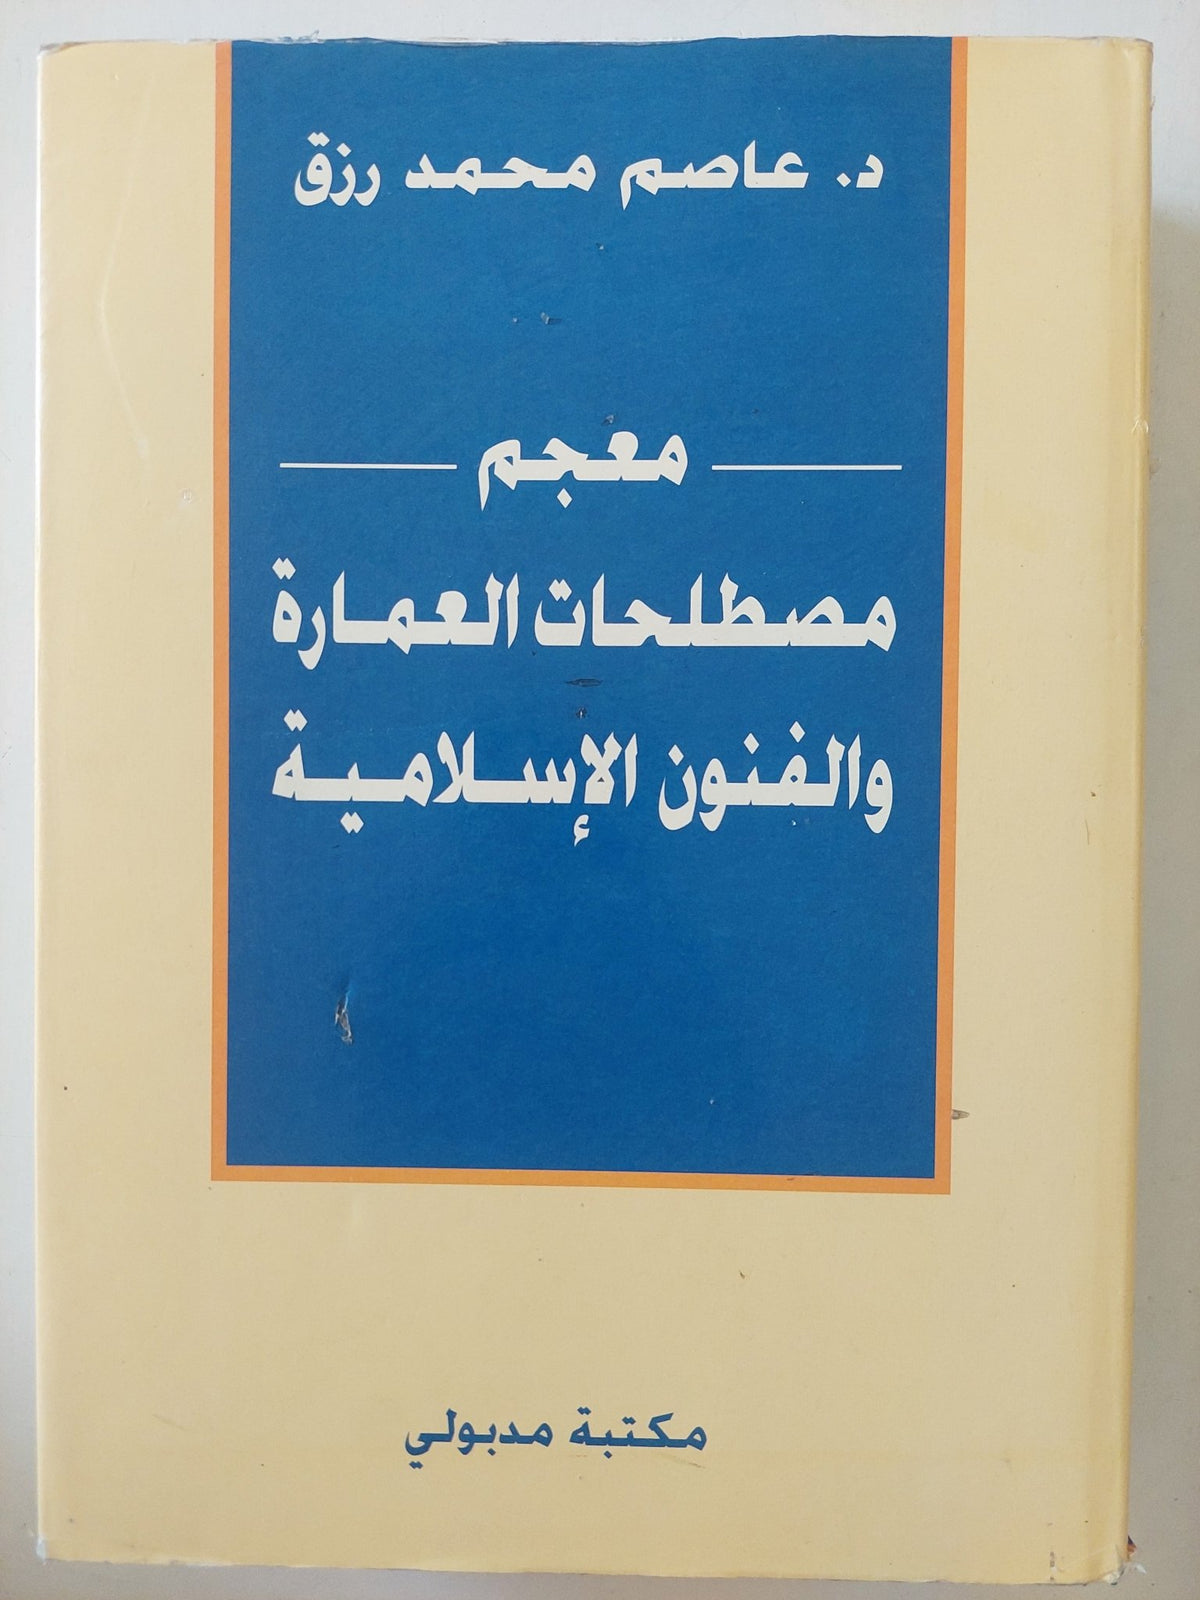 د. عاصم محمد رزق
معجم
مصطلحات العمارة
والفنون الإسلامية
مكتبة مدبولي